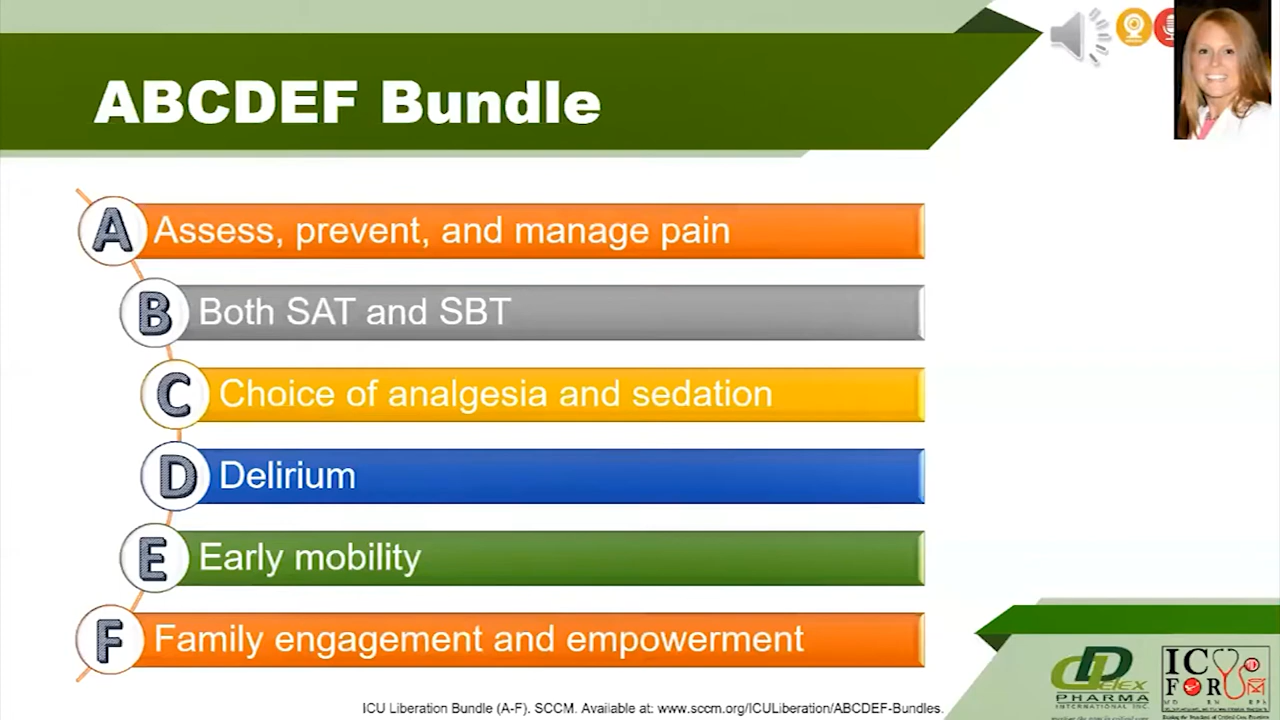 ABCDEF Bundle
A Assess, prevent, and manage pain
B Both SAT and SBT
C Choice of analgesia and sedation
D Delirium
E Early mobility
F Family engagement and empowerment
ICU Liberation Bundle (A-F). SCCM. Available at: www.sccm.org/ICULiberation/ABCDEF-Bundles.
Delex
PHARMA
INTERNATIONAL INC.
IC
FOR